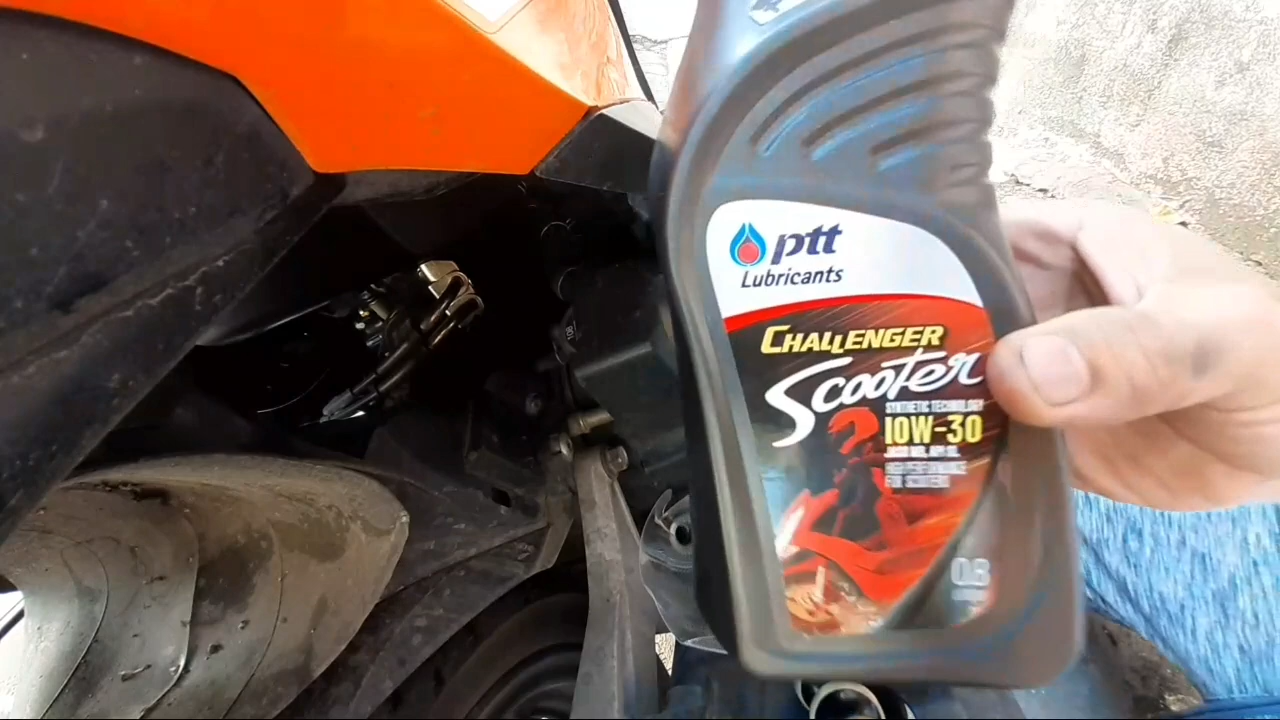 ptt
Lubricants
CHALLENGER
Scooter
SYNTHETIC TECHNOLOGY
10W-30
0.8